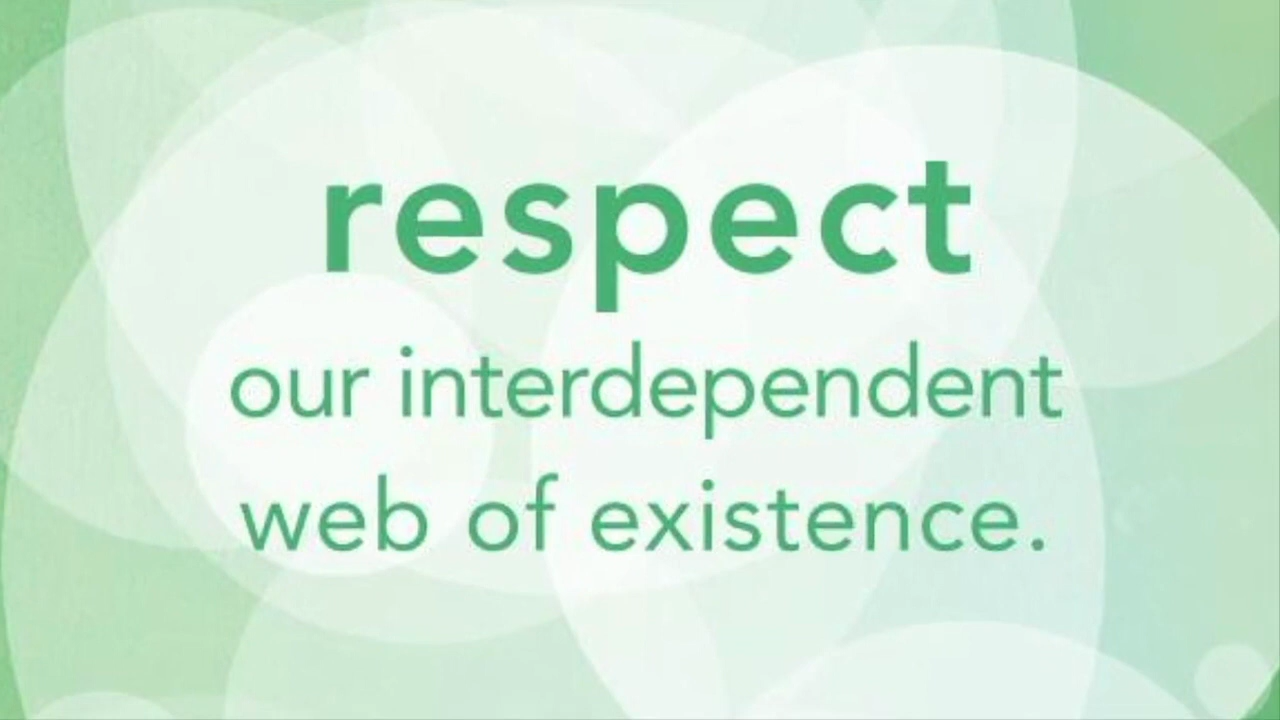 respect
our interdependent
web of existence.